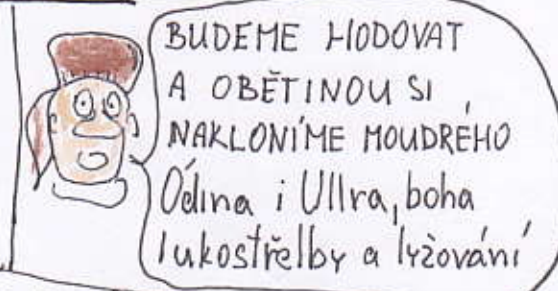 BUDEME HODOVAT
A OBĚTINOU SI
NAKLONÍME MOUDRÉHO
Ódina i Ullra, boha
lukostřelby a lyžování